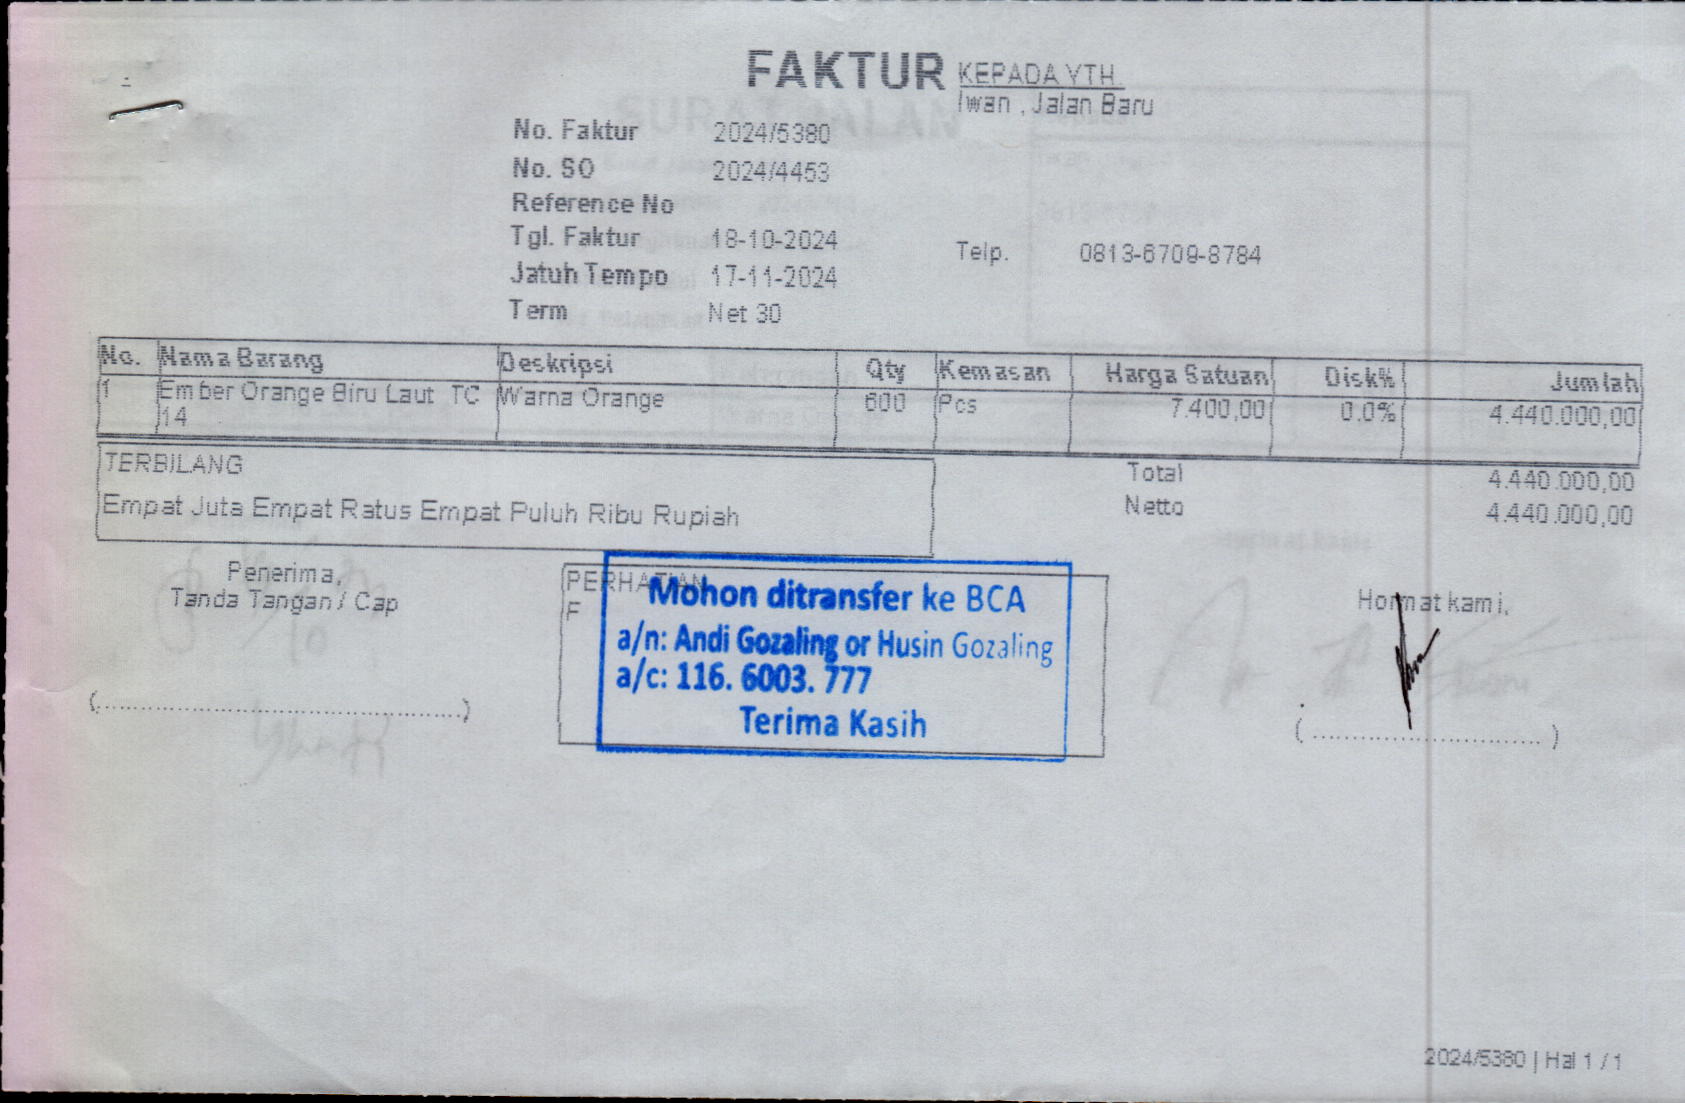 FAKTUR
KEPADA YTH.
Iwan , Jalan Baru
No. Faktur 2024/5380
No. SO 2024/4453
Reference No
Tgl. Faktur 18-10-2024
Telp. 0813-6709-8784
Jatuh Tempo 17-11-2024
Term Net 30
No. Nama Barang Deskripsi Qty Kemasan Harga Satuan Disk% Jumlah
1 Ember Orange Biru Laut TC Warna Orange 600 Pcs 7.400,00 0.0% 4.440.000,00
14
TERBILANG
Total 4.440.000,00
Empat Juta Empat Ratus Empat Puluh Ribu Rupiah
Netto 4.440.000,00
Penerima,
Tanda Tangan / Cap
(........................................)
PERHATIAN
F
Mohon ditransfer ke BCA
a/n: Andi Gozaling or Husin Gozaling
a/c: 116. 6003. 777
Terima Kasih
Hormat kami,
( ............................ )
2024/5380 | Hal 1 / 1